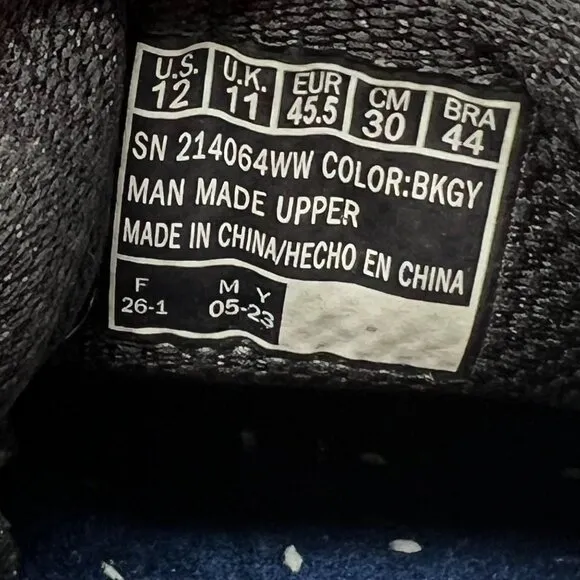 U.S. U.K. EUR CM BRA
12 11 45.5 30 44
SN 214064WW COLOR:BKGY
MAN MADE UPPER
MADE IN CHINA/HECHO EN CHINA
F M Y
26-1 05-23